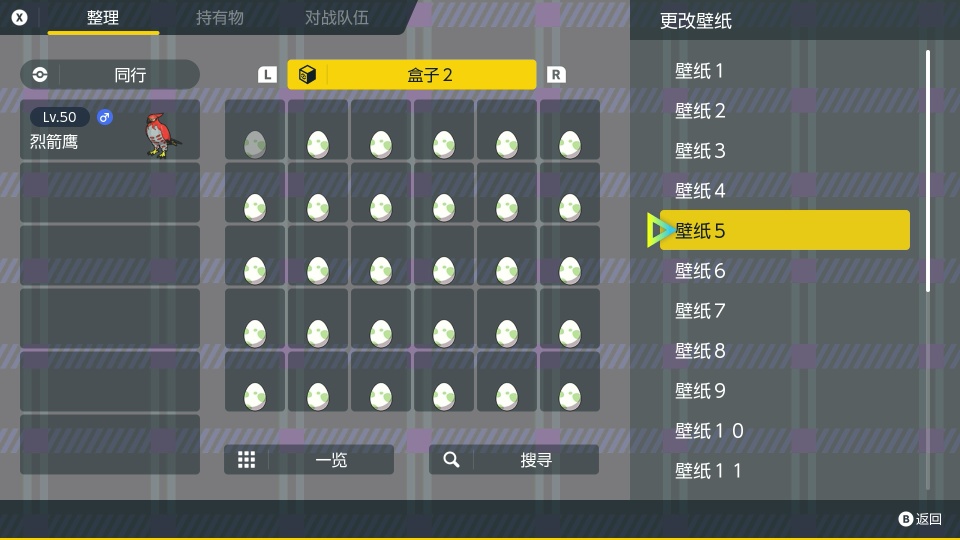 X 整理 持有物 对战队伍
更改壁纸
同行
L 盒子2 R
Lv.50
烈箭鹰
壁纸1
壁纸2
壁纸3
壁纸4
壁纸5
壁纸6
壁纸7
壁纸8
壁纸9
壁纸10
壁纸11
一览 搜寻
B 返回